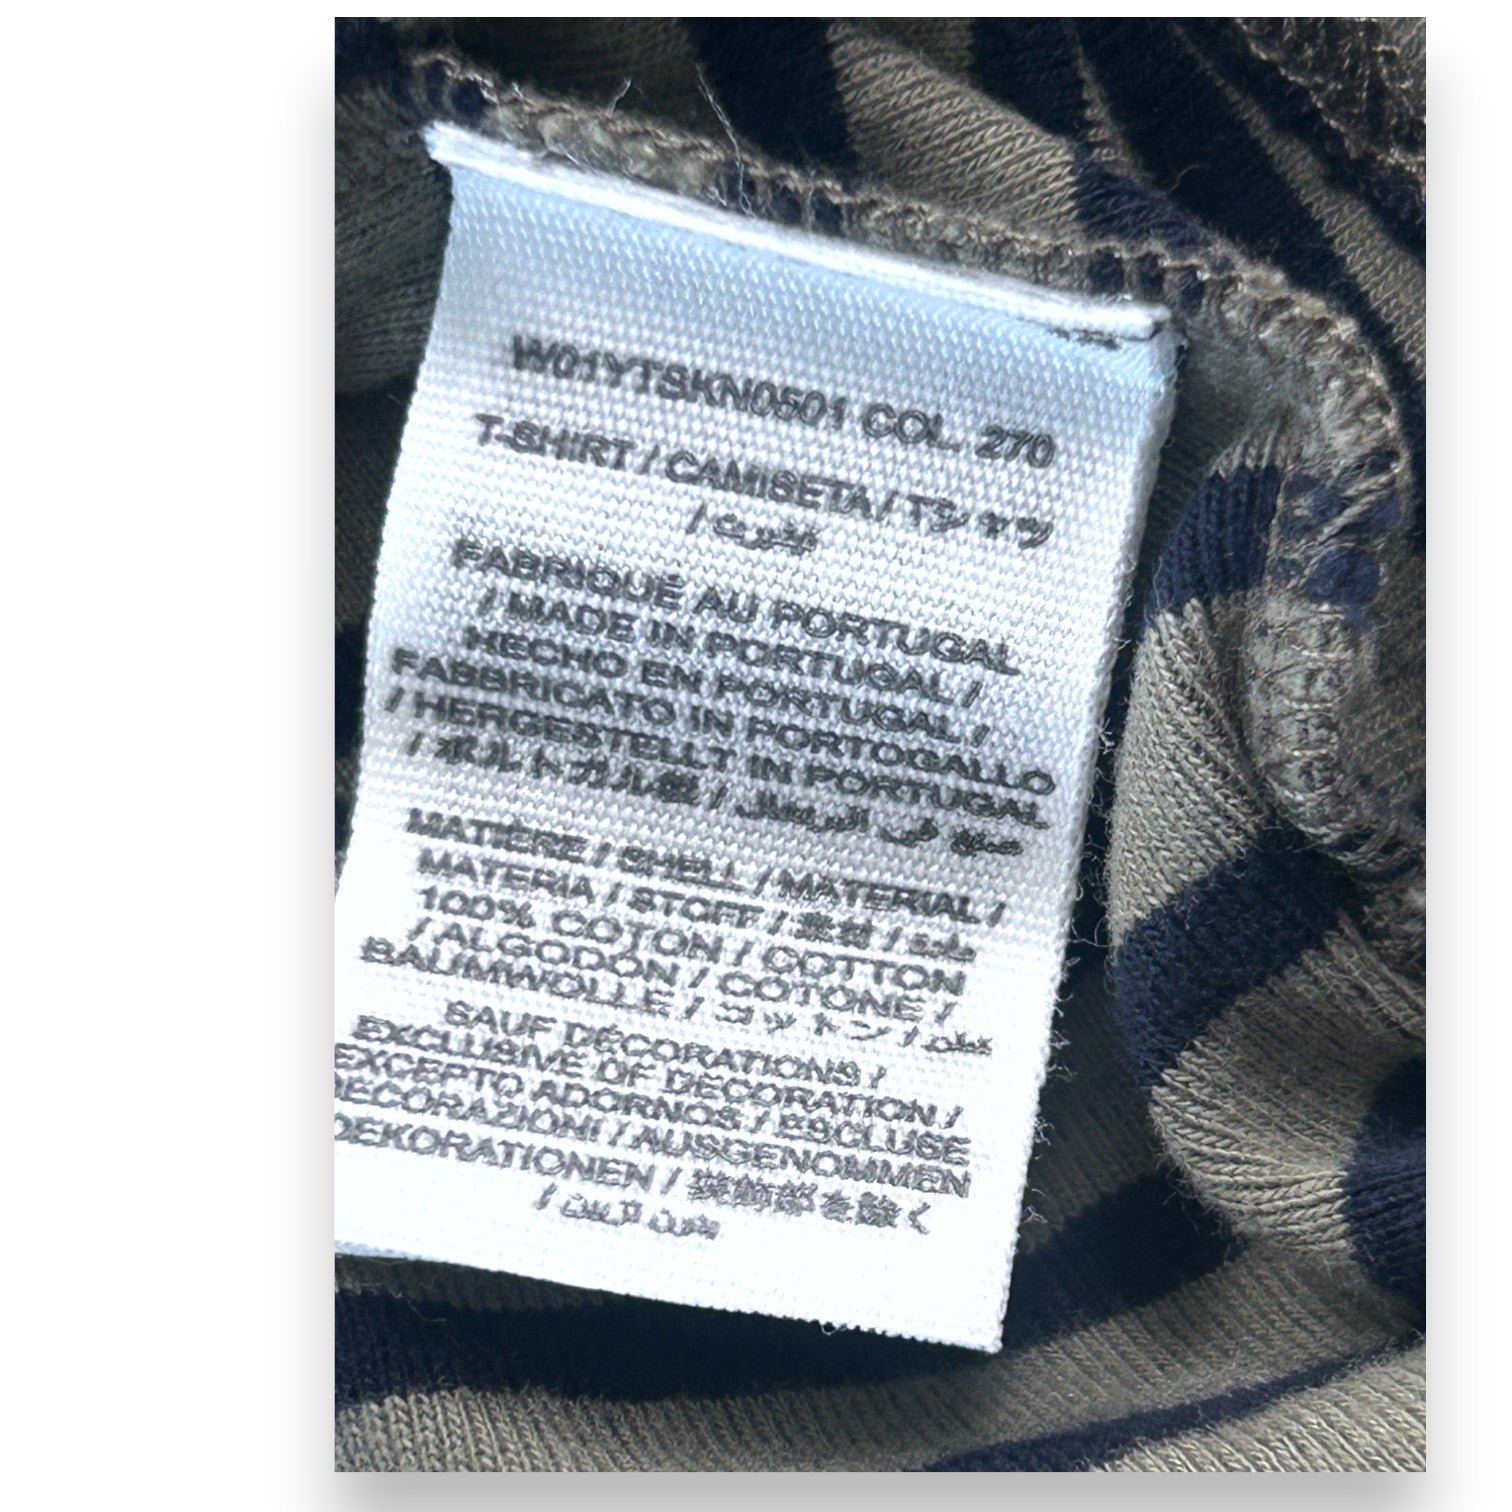 W01YTSKN0501 COL. 270
T-SHIRT / CAMISETA / Tシャツ
/ تيشيرت
FABRIQUÉ AU PORTUGAL
/ MADE IN PORTUGAL /
HECHO EN PORTUGAL /
FABBRICATO IN PORTOGALLO
/ HERGESTELLT IN PORTUGAL
/ ポルトガル製 / صنع في البرتغال
MATIÈRE / SHELL / MATERIAL /
MATERIA / STOFF / 素材 / مادة
100% COTON / COTTON
/ ALGODÓN / COTONE /
BAUMWOLLE / コットン / قطن
SAUF DÉCORATIONS /
EXCLUSIVE OF DECORATION /
EXCEPTO ADORNOS / ESCLUSE
DECORAZIONI / AUSGENOMMEN
DEKORATIONEN / 装飾部を除く
/ بدون الزينة